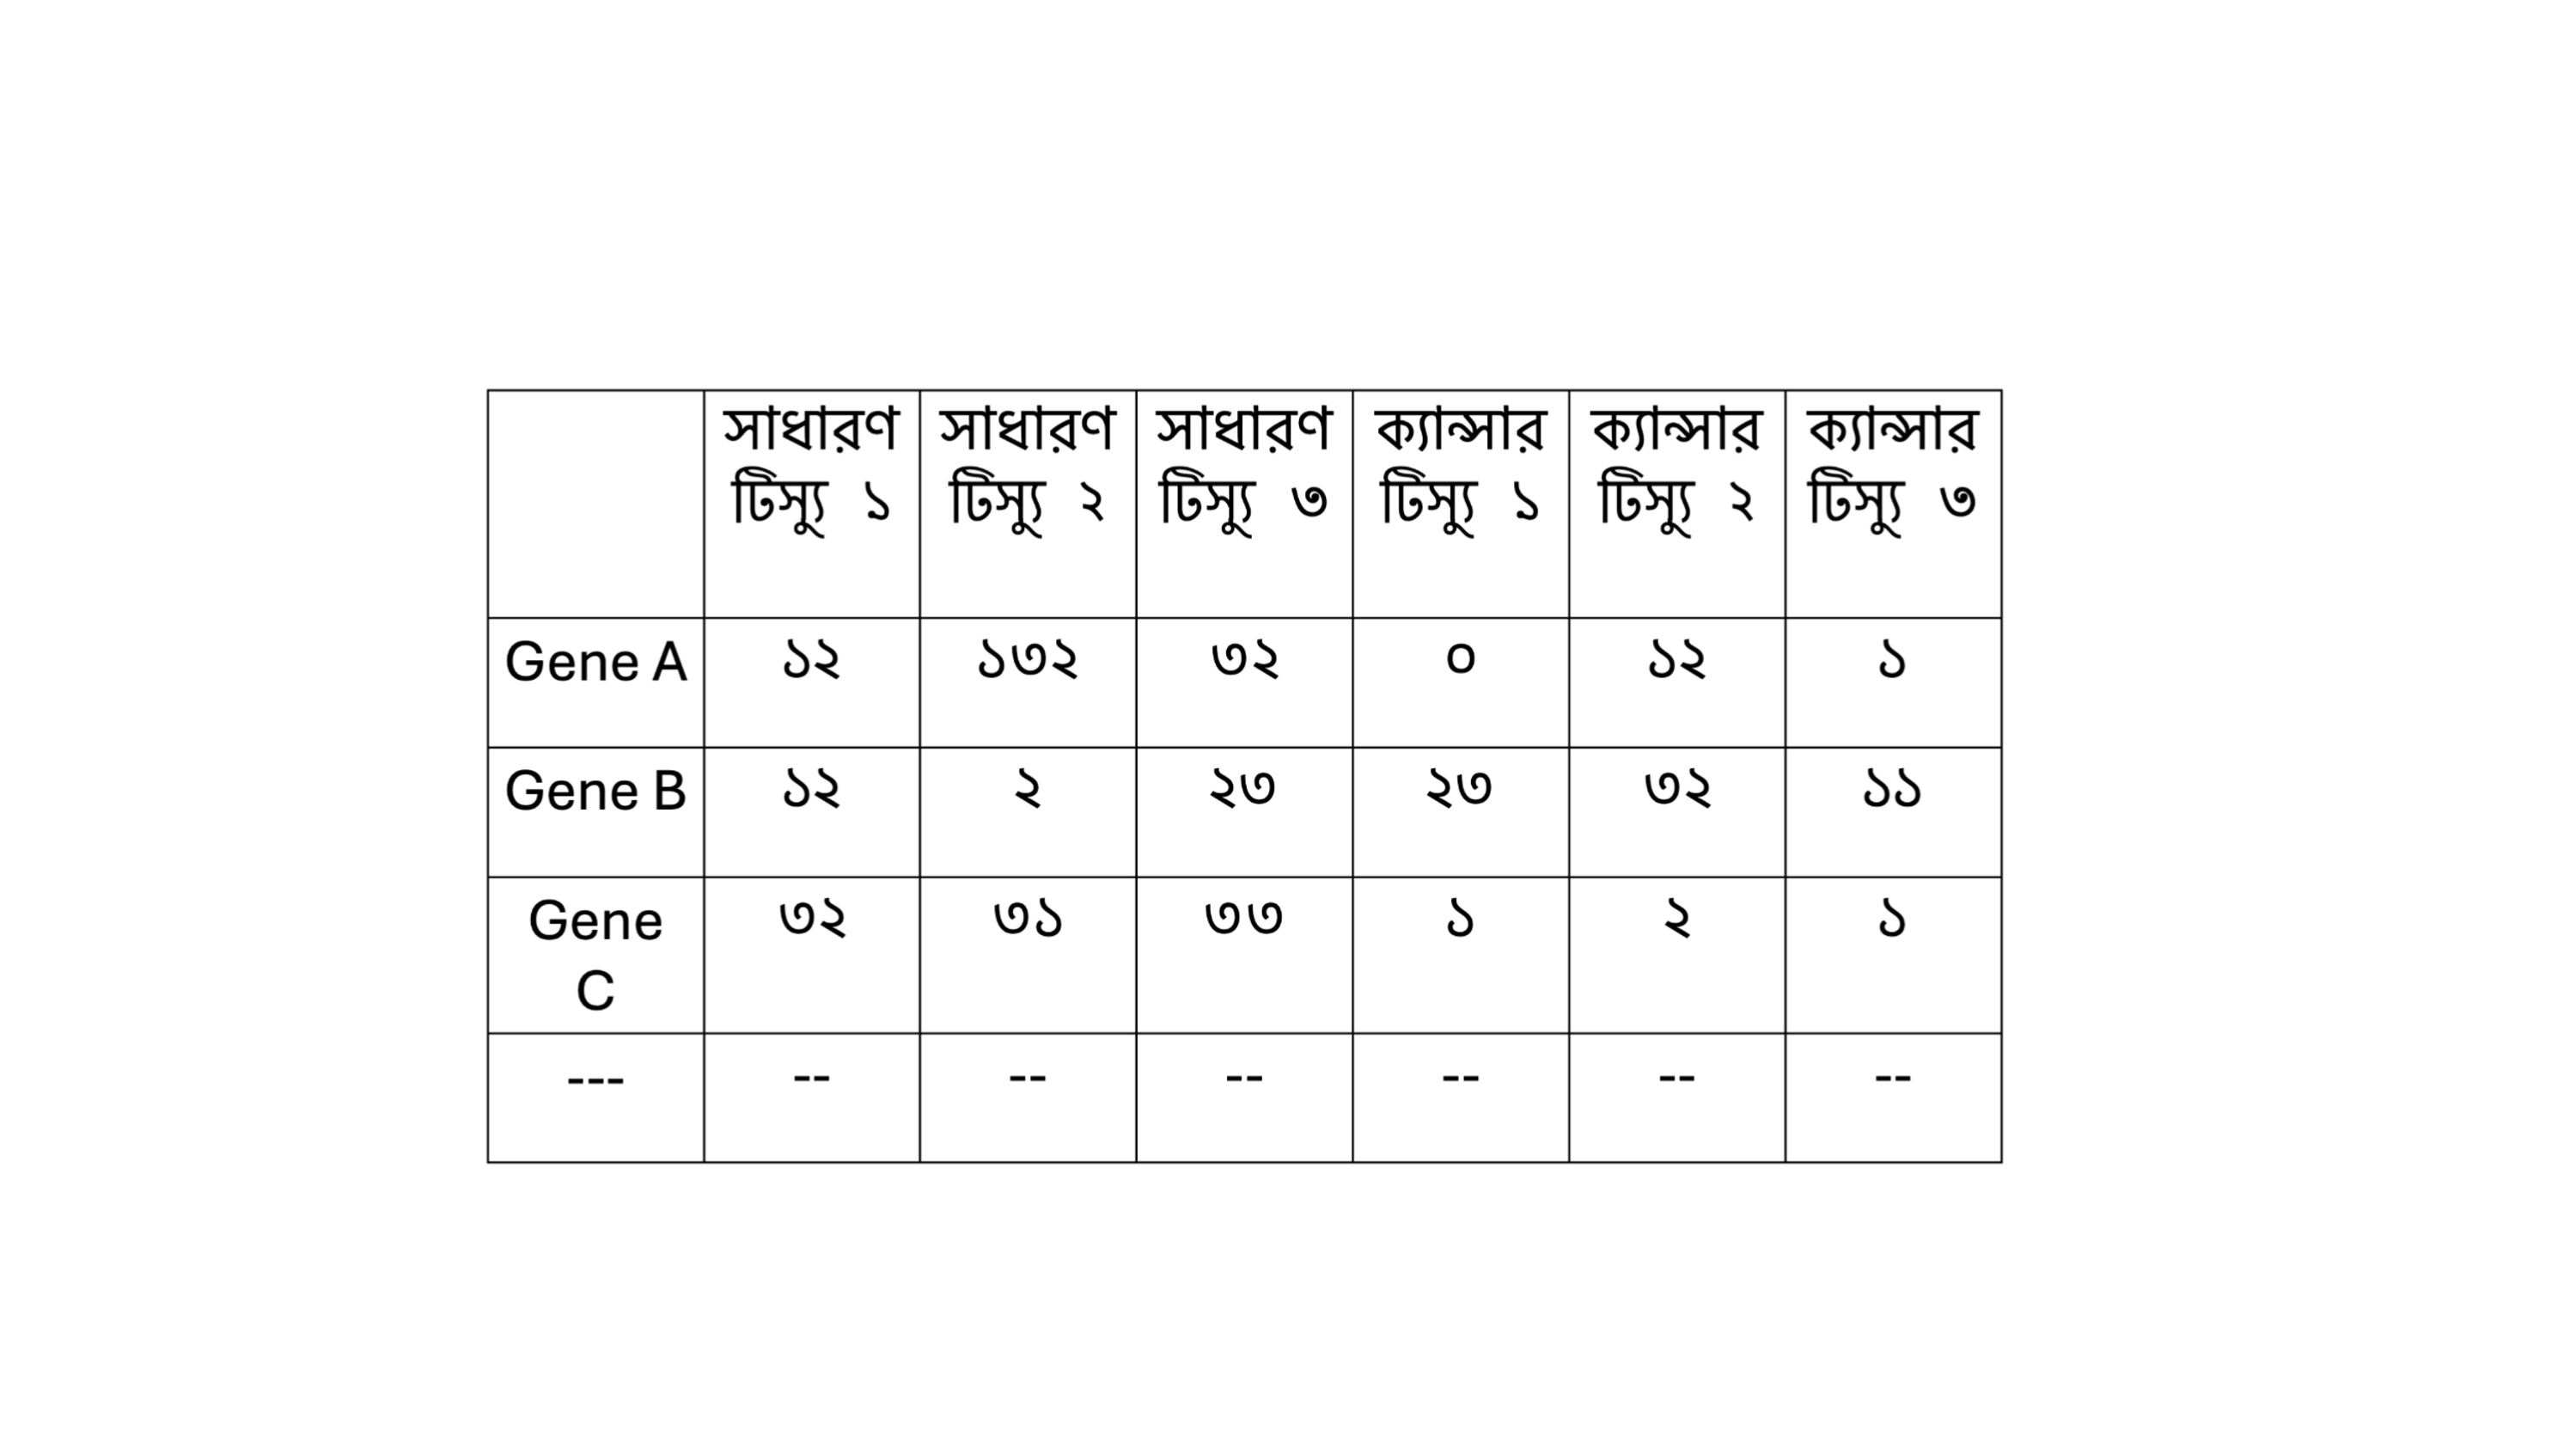 সাধারণ সাধারণ সাধারণ ক্যান্সার ক্যান্সার ক্যান্সার
টিস্যু ১ টিস্যু ২ টিস্যু ৩ টিস্যু ১ টিস্যু ২ টিস্যু ৩
Gene A ১২ ১৩২ ৩২ ০ ১২ ১
Gene B ১২ ২ ২৩ ২৩ ৩২ ১১
Gene ৩২ ৩১ ৩৩ ১ ২ ১
C
--- -- -- -- -- -- --